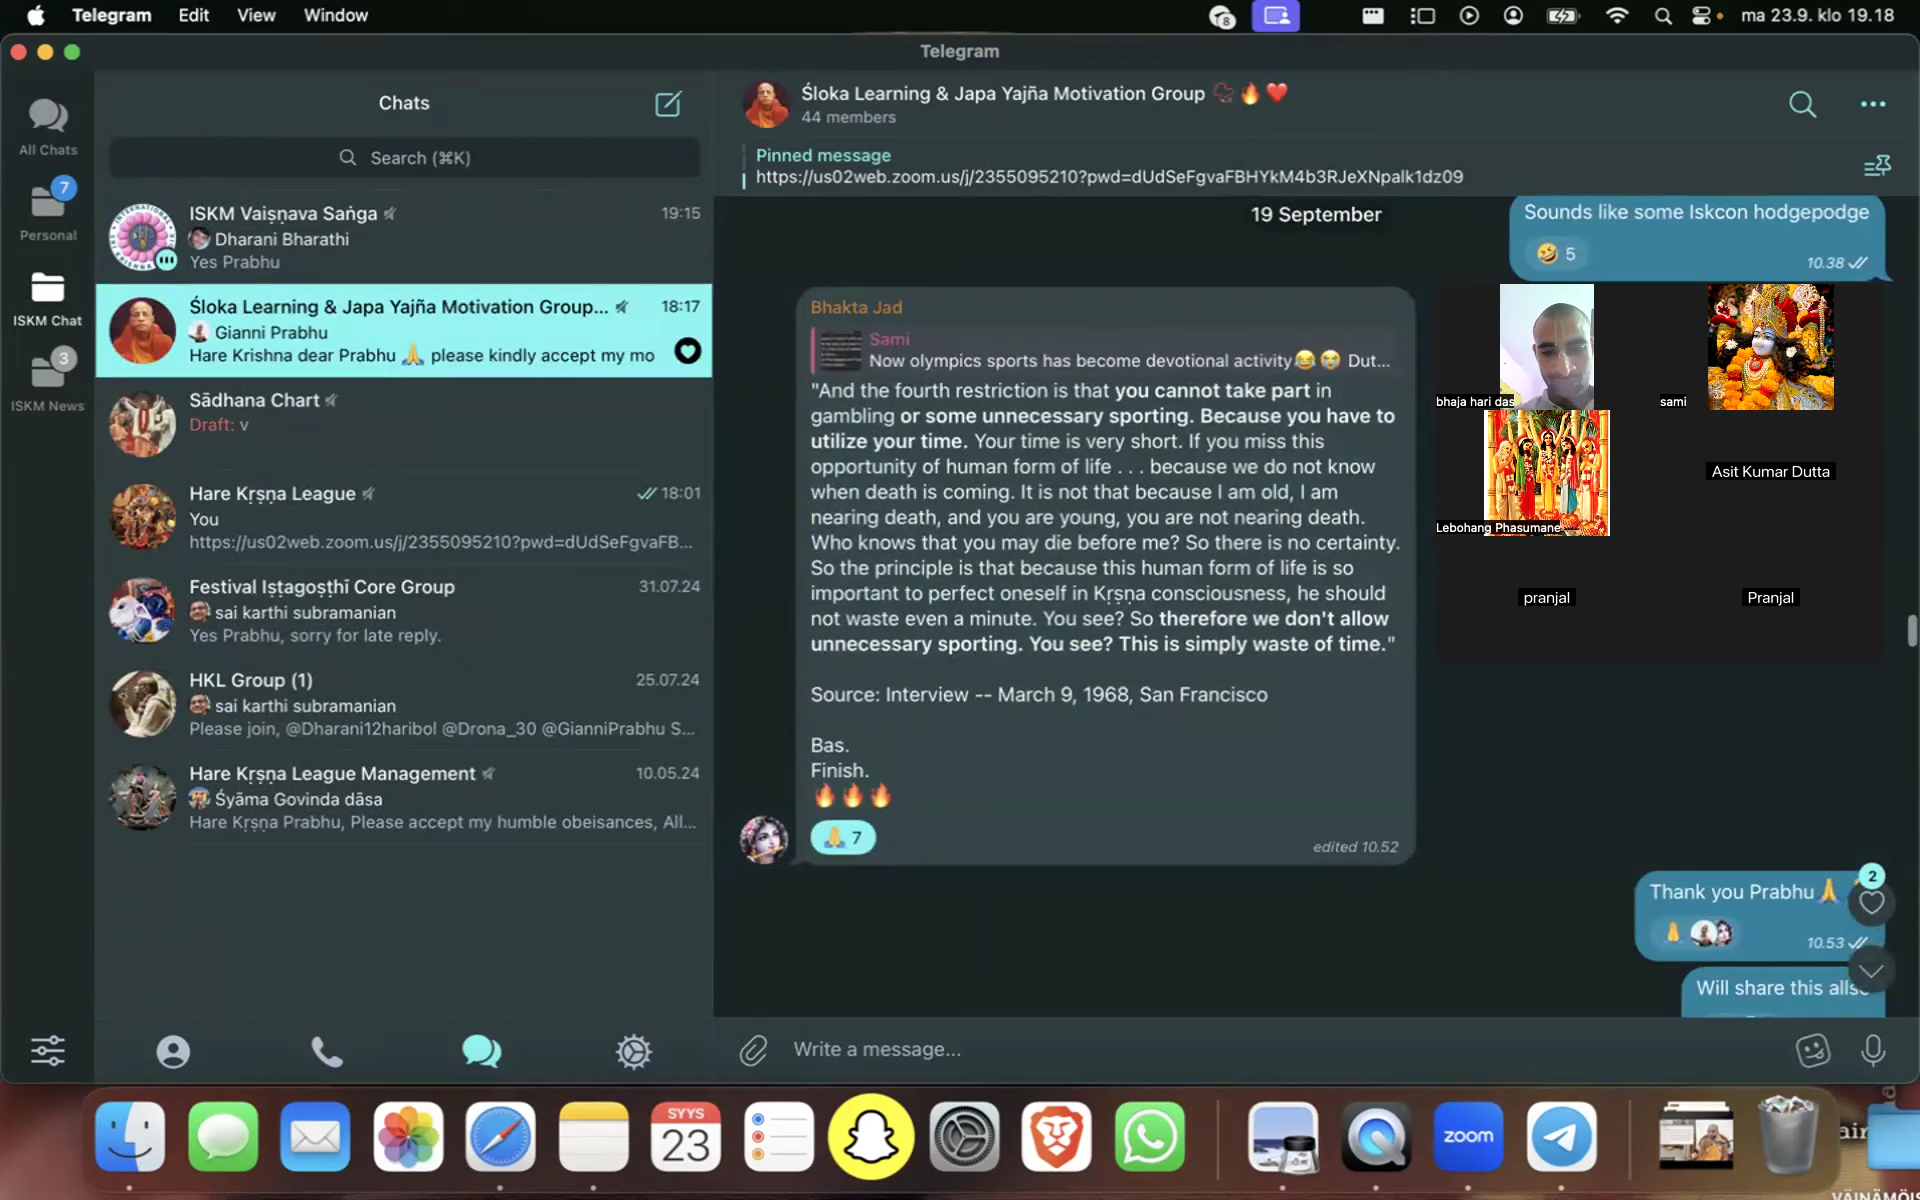 Telegram Edit View Window
8
ma 23.9. klo 19.18
Telegram
All Chats
7
Personal
ISKM Chat
3
ISKM News
Chats
Search (⌘K)
ISKM Vaiṣṇava Saṅga 19:15
Dharani Bharathi
Yes Prabhu
Śloka Learning & Japa Yajña Motivation Group... 18:17
Gianni Prabhu
Hare Krishna dear Prabhu 🙏 please kindly accept my mo
Sādhana Chart
Draft: v
Hare Kṛṣṇa League 18:01
You
https://us02web.zoom.us/j/2355095210?pwd=dUdSeFgvaFB...
Festival Iṣṭagoṣṭhī Core Group 31.07.24
sai karthi subramanian
Yes Prabhu, sorry for late reply.
HKL Group (1) 25.07.24
sai karthi subramanian
Please join, @Dharani12haribol @Drona_30 @GianniPrabhu S...
Hare Kṛṣṇa League Management 10.05.24
Śyāma Govinda dāsa
Hare Kṛṣṇa Prabhu, Please accept my humble obeisances, All...
Śloka Learning & Japa Yajña Motivation Group 📿🔥❤️
44 members
Pinned message
https://us02web.zoom.us/j/2355095210?pwd=dUdSeFgvaFBHYkM4b3RJeXNpalk1dz09
19 September
Sounds like some Iskcon hodgepodge
🤣 5
10.38
Bhakta Jad
Sami
Now olympics sports has become devotional activity😂😭 Dut...
"And the fourth restriction is that you cannot take part in
gambling or some unnecessary sporting. Because you have to
utilize your time. Your time is very short. If you miss this
opportunity of human form of life . . . because we do not know
when death is coming. It is not that because I am old, I am
nearing death, and you are young, you are not nearing death.
Who knows that you may die before me? So there is no certainty.
So the principle is that because this human form of life is so
important to perfect oneself in Kṛṣṇa consciousness, he should
not waste even a minute. You see? So therefore we don't allow
unnecessary sporting. You see? This is simply waste of time."
Source: Interview -- March 9, 1968, San Francisco
Bas.
Finish.
🔥🔥🔥
🙏 7
edited 10.52
bhaja hari das
sami
Lebohang Phasumane
Asit Kumar Dutta
pranjal
Pranjal
Thank you Prabhu🙏
2
10.53
Will share this alls
Write a message...
SYYS
23
zoom